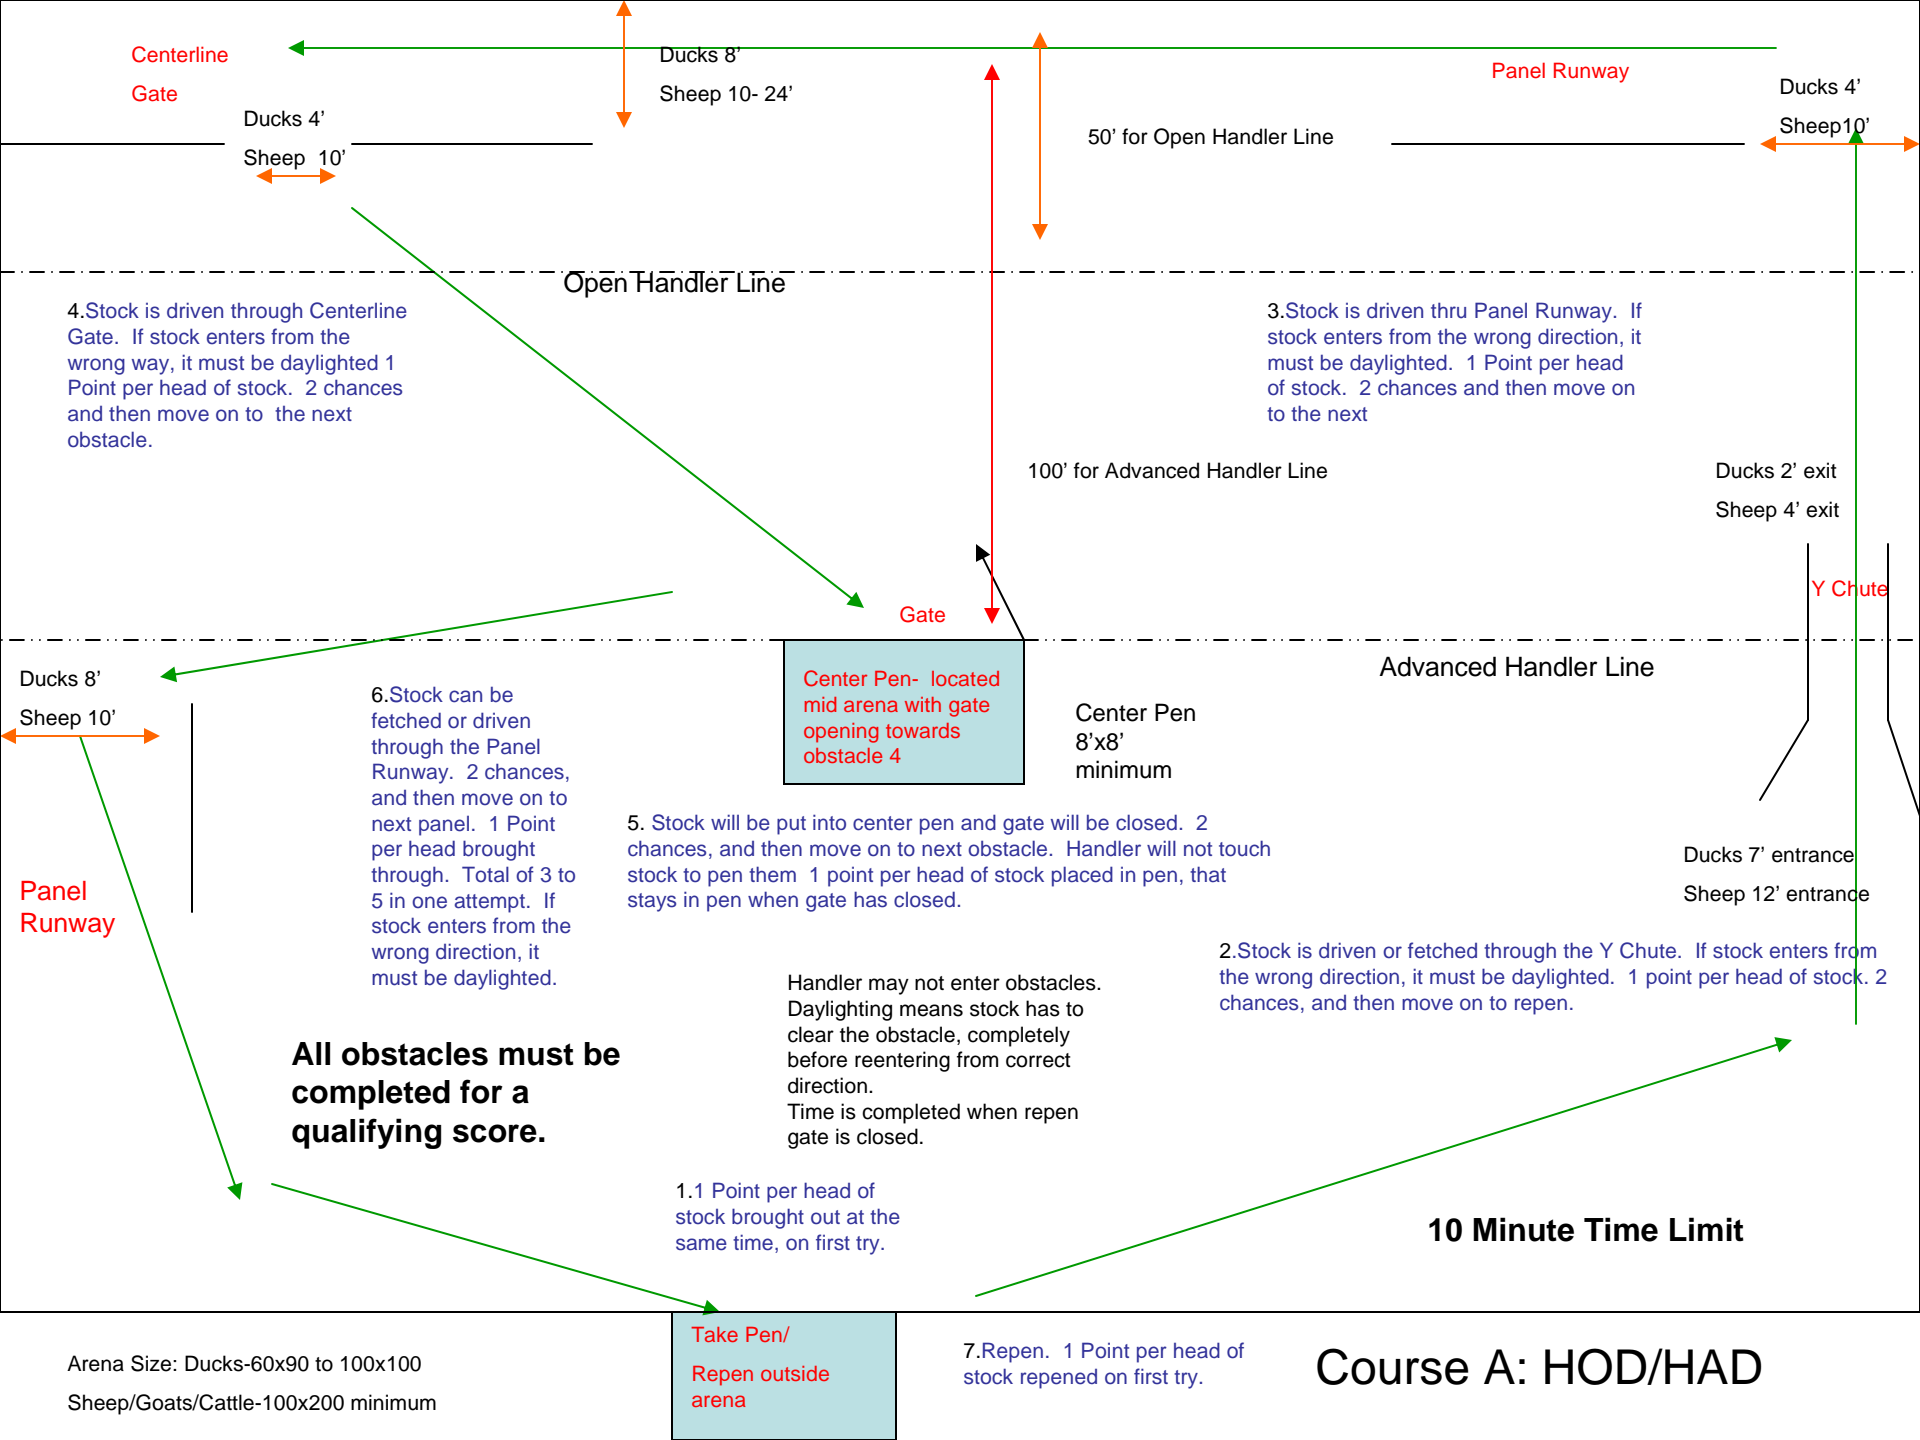 Centerline
Gate
Ducks 4’
Sheep  10’
Ducks 8’
Sheep 10- 24’
Panel Runway
Ducks 4’
Sheep10’
50’ for Open Handler Line
Open Handler Line
4.Stock is driven through Centerline
Gate.  If stock enters from the
wrong way, it must be daylighted 1
Point per head of stock.  2 chances
and then move on to  the next
obstacle.
3.Stock is driven thru Panel Runway.  If
stock enters from the wrong direction, it
must be daylighted.  1 Point per head
of stock.  2 chances and then move on
to the next
100’ for Advanced Handler Line
Ducks 2’ exit
Sheep 4’ exit
Y Chute
Gate
Advanced Handler Line
Ducks 8’
Sheep 10’
Panel
Runway
6.Stock can be
fetched or driven
through the Panel
Runway.  2 chances,
and then move on to
next panel.  1 Point
per head brought
through.  Total of 3 to
5 in one attempt.  If
stock enters from the
wrong direction, it
must be daylighted.
Center Pen-  located
mid arena with gate
opening towards
obstacle 4
Center Pen
8’x8’
minimum
5. Stock will be put into center pen and gate will be closed.  2
chances, and then move on to next obstacle.  Handler will not touch
stock to pen them  1 point per head of stock placed in pen, that
stays in pen when gate has closed.
Ducks 7’ entrance
Sheep 12’ entrance
2.Stock is driven or fetched through the Y Chute.  If stock enters from
the wrong direction, it must be daylighted.  1 point per head of stock. 2
chances, and then move on to repen.
Handler may not enter obstacles.
Daylighting means stock has to
clear the obstacle, completely
before reentering from correct
direction.
Time is completed when repen
gate is closed.
All obstacles must be
completed for a
qualifying score.
1.1 Point per head of
stock brought out at the
same time, on first try.
10 Minute Time Limit
Take Pen/
Repen outside
arena
7.Repen.  1 Point per head of
stock repened on first try.
Course A: HOD/HAD
Arena Size: Ducks-60x90 to 100x100
Sheep/Goats/Cattle-100x200 minimum